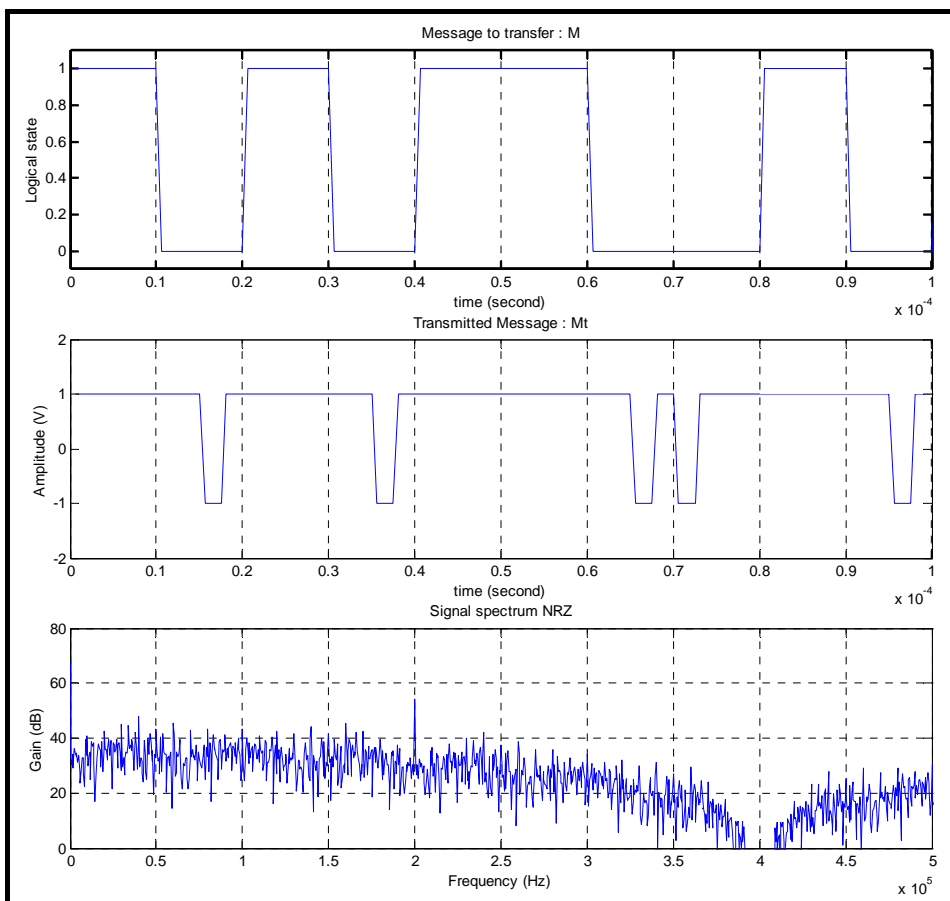 Message to transfer : M
1
0.8
0.6
0.4
0.2
0
Logical state
0 0.1 0.2 0.3 0.4 0.5 0.6 0.7 0.8 0.9 1
time (second)
x 10^-4
Transmitted Message : Mt
2
1
0
-1
-2
Amplitude (V)
0 0.1 0.2 0.3 0.4 0.5 0.6 0.7 0.8 0.9 1
time (second)
x 10^-4
Signal spectrum NRZ
80
60
40
20
0
Gain (dB)
0 0.5 1 1.5 2 2.5 3 3.5 4 4.5 5
Frequency (Hz)
x 10^5